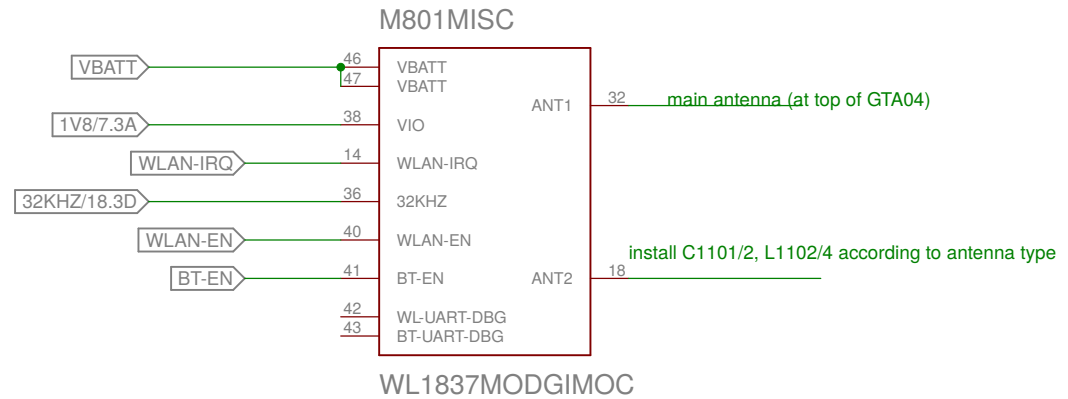 M801MISC
VBATT 46 VBATT
47 VBATT
ANT1 32 main antenna (at top of GTA04)
1V8/7.3A 38 VIO
WLAN-IRQ 14 WLAN-IRQ
32KHZ/18.3D 36 32KHZ
WLAN-EN 40 WLAN-EN
install C1101/2, L1102/4 according to antenna type
BT-EN 41 BT-EN ANT2 18
42 WL-UART-DBG
43 BT-UART-DBG
WL1837MODGIMOC